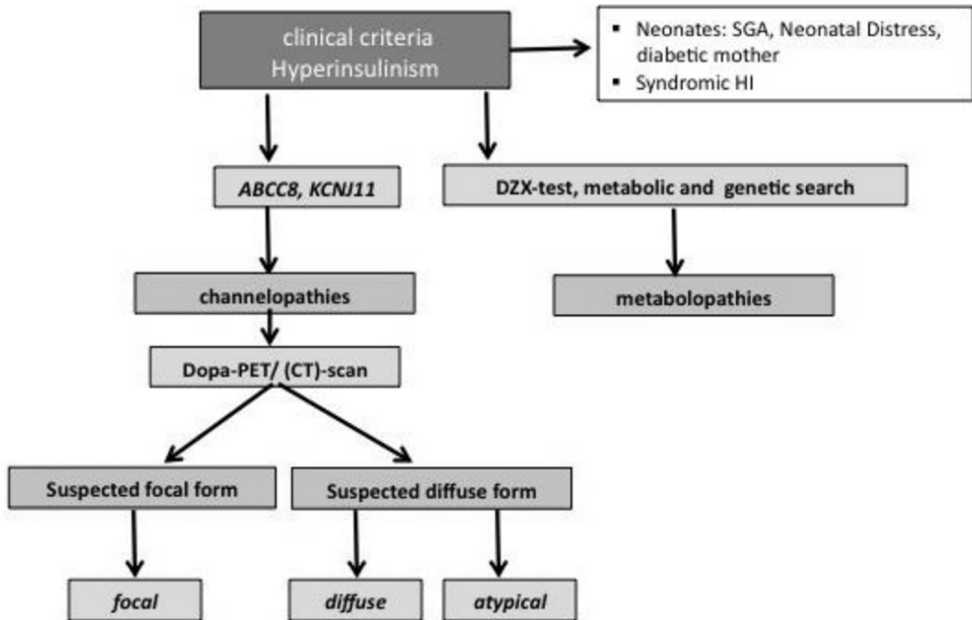 clinical criteria
Hyperinsulinism
▪ Neonates: SGA, Neonatal Distress,
diabetic mother
▪ Syndromic HI
ABCC8, KCNJ11
DZX-test, metabolic and genetic search
channelopathies
metabolopathies
Dopa-PET/ (CT)-scan
Suspected focal form
Suspected diffuse form
focal
diffuse
atypical